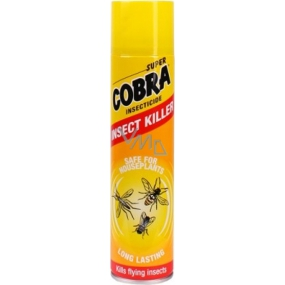 SUPER
COBRA
INSECTICIDE
INSECT KILLER
SAFE FOR
HOUSEPLANTS
LONG LASTING
Kills flying insects